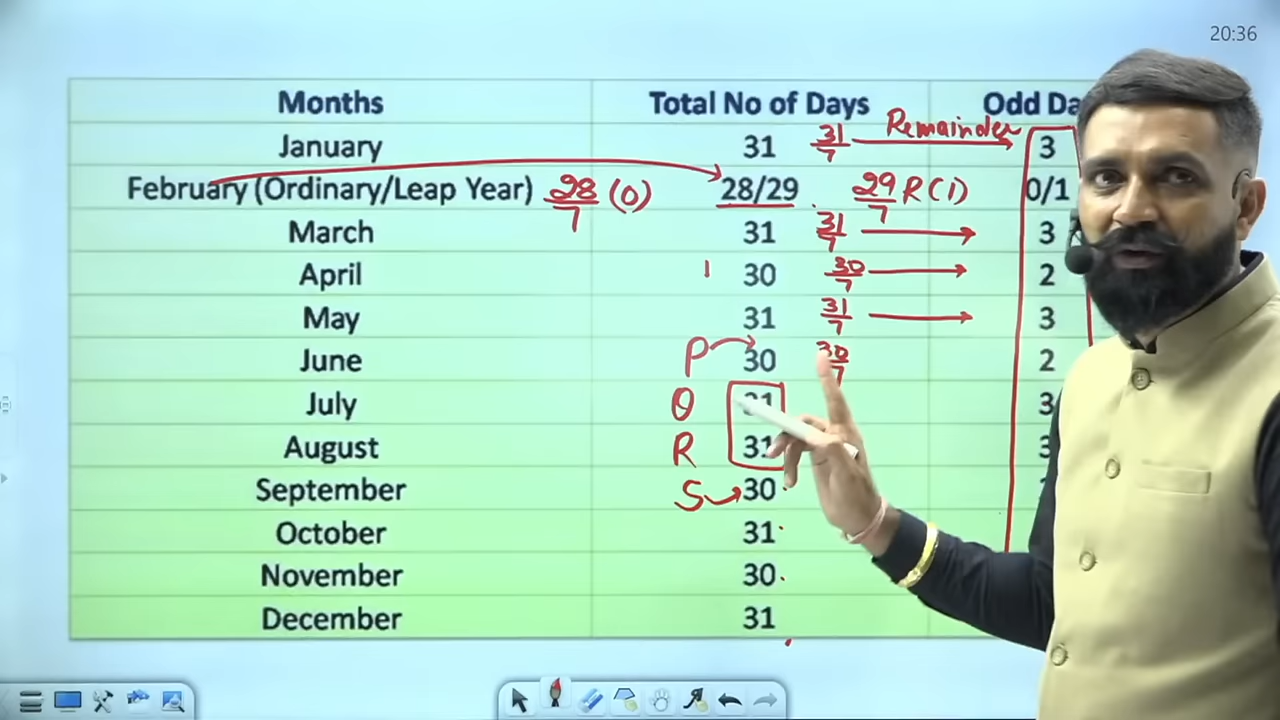 20:36
Months Total No of Days Odd Da
January 31 31/7 Remainder 3
February (Ordinary/Leap Year) 28/7 (0) 28/29 29/7 R(1) 0/1
March 31 31/7 3
April 1 30 30/7 2
May 31 31/7 3
June P 30 30/7 2
July Q 31 3
August R 31 3
September S 30
October 31
November 30
December 31